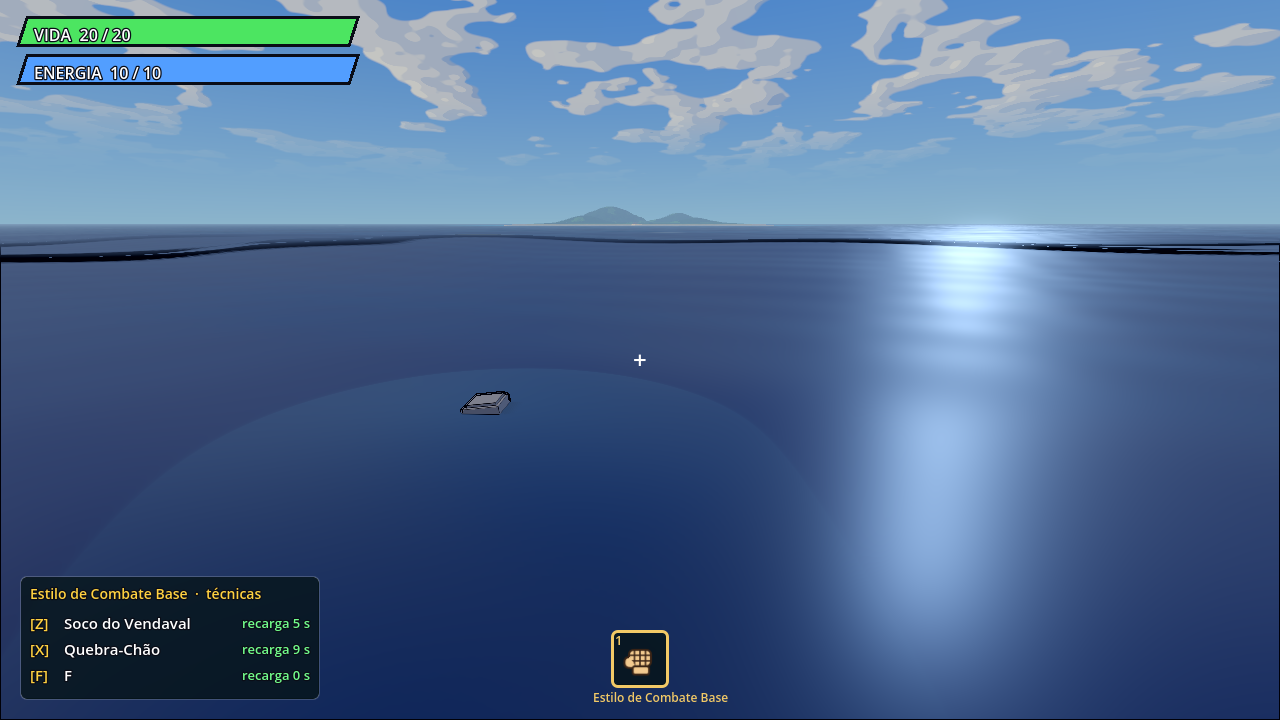 VIDA 20 / 20
ENERGIA 10 / 10
Estilo de Combate Base · técnicas
[Z] Soco do Vendaval recarga 5 s
[X] Quebra-Chão recarga 9 s
[F] F recarga 0 s
1
Estilo de Combate Base